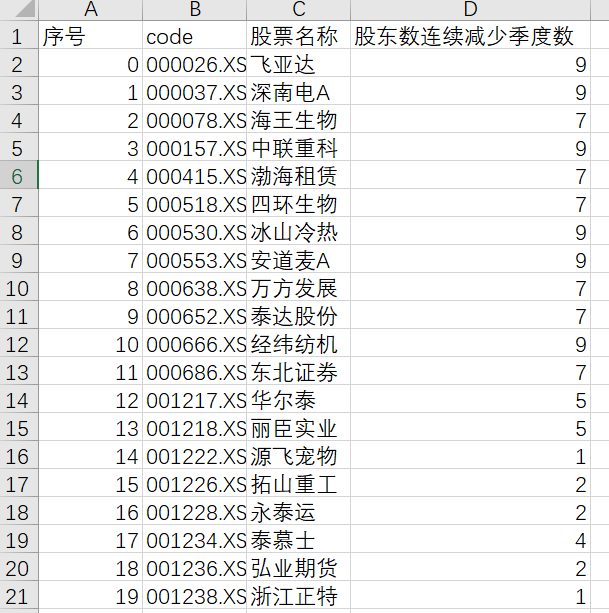 A B C D
1 序号 code 股票名称 股东数连续减少季度数
2 0 000026.XS 飞亚达 9
3 1 000037.XS 深南电A 9
4 2 000078.XS 海王生物 7
5 3 000157.XS 中联重科 9
6 4 000415.XS 渤海租赁 7
7 5 000518.XS 四环生物 7
8 6 000530.XS 冰山冷热 9
9 7 000553.XS 安道麦A 9
10 8 000638.XS 万方发展 7
11 9 000652.XS 泰达股份 7
12 10 000666.XS 经纬纺机 9
13 11 000686.XS 东北证券 7
14 12 001217.XS 华尔泰 5
15 13 001218.XS 丽臣实业 5
16 14 001222.XS 源飞宠物 1
17 15 001226.XS 拓山重工 2
18 16 001228.XS 永泰运 2
19 17 001234.XS 泰慕士 4
20 18 001236.XS 弘业期货 2
21 19 001238.XS 浙江正特 1